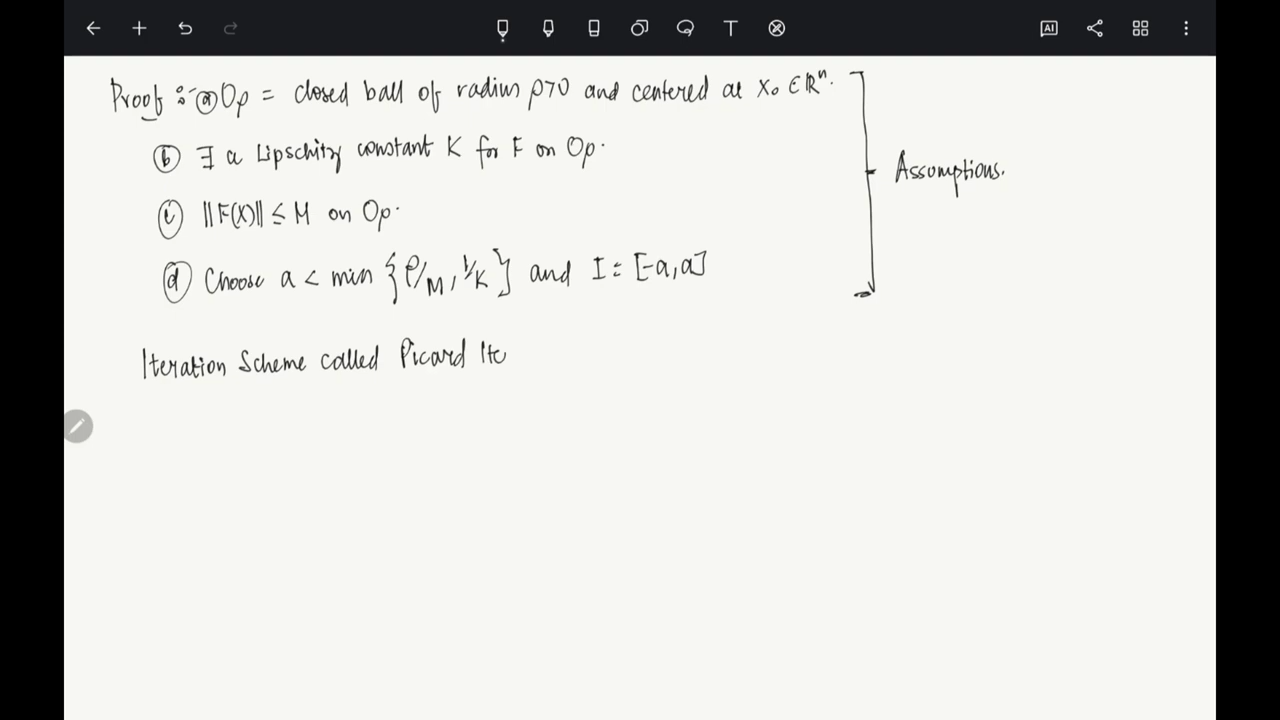 Proof :- ⓐ Oρ = closed ball of radius ρ>0 and centered at X₀ ∈ ℝⁿ.
ⓑ ∃ a Lipschitz constant K for F on Oρ.
ⓒ ||F(X)|| ≤ M on Oρ.
Assumptions.
ⓓ Choose a < min {ρ/M, 1/K} and I = [-a,a]
Iteration Scheme called Picard Ite